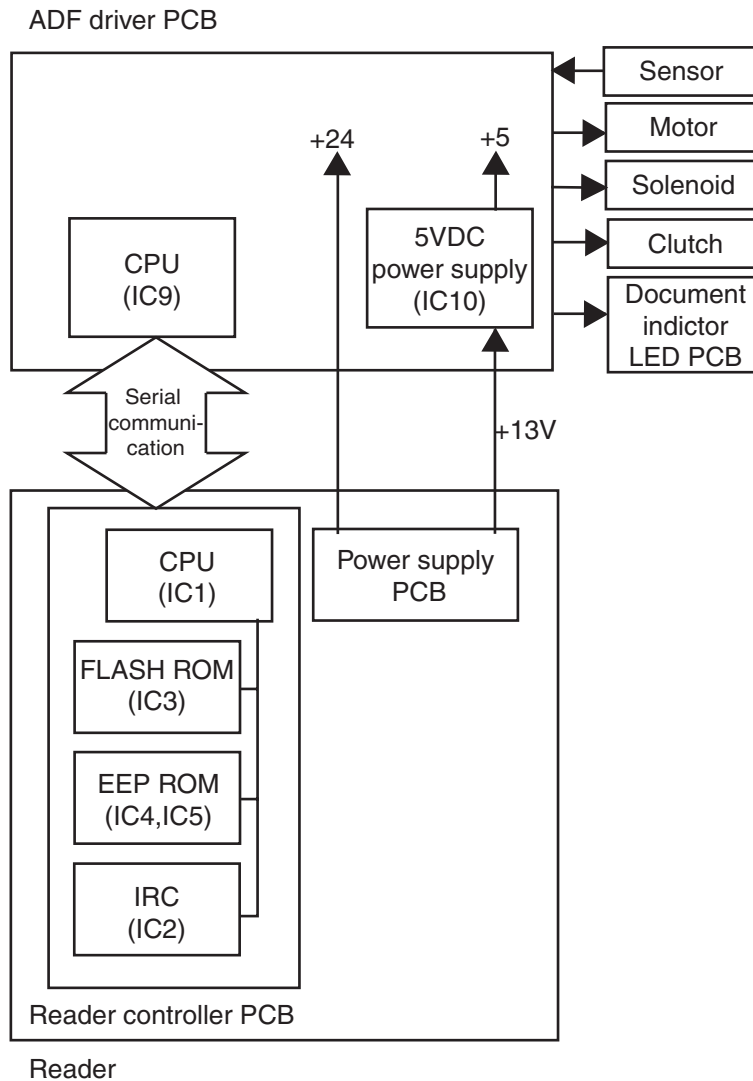 ADF driver PCB
Sensor
Motor
Solenoid
Clutch
Document
indictor
LED PCB
+24
+5
5VDC
power supply
(IC10)
CPU
(IC9)
Serial
communi-
cation
+13V
CPU
(IC1)
Power supply
PCB
FLASH ROM
(IC3)
EEP ROM
(IC4,IC5)
IRC
(IC2)
Reader controller PCB
Reader